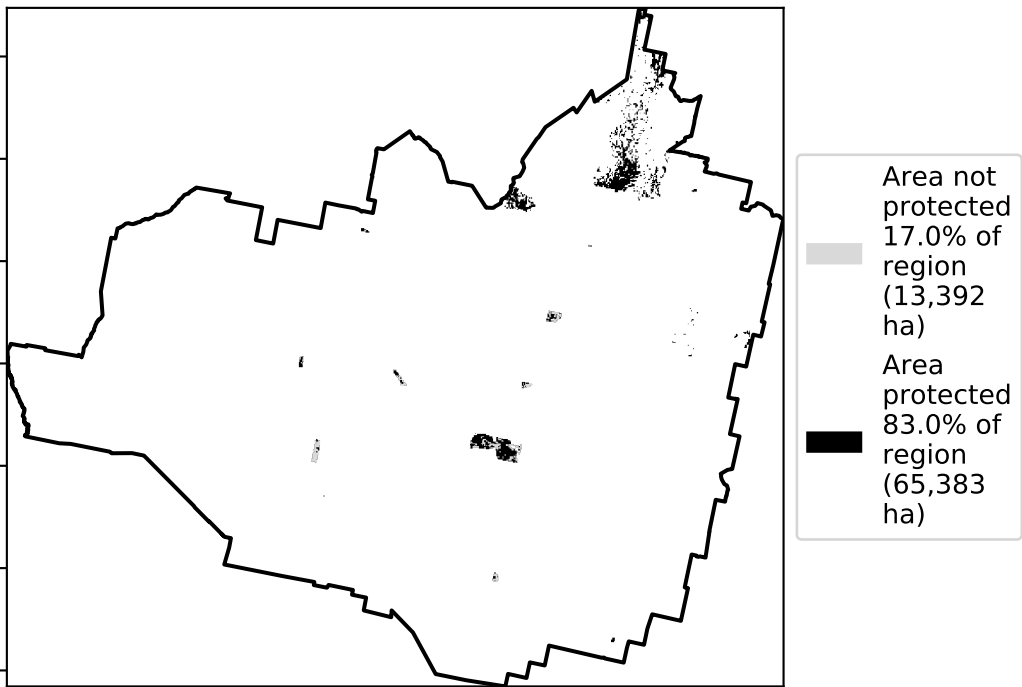 Area not
protected
17.0% of
region
(13,392
ha)
Area
protected
83.0% of
region
(65,383
ha)